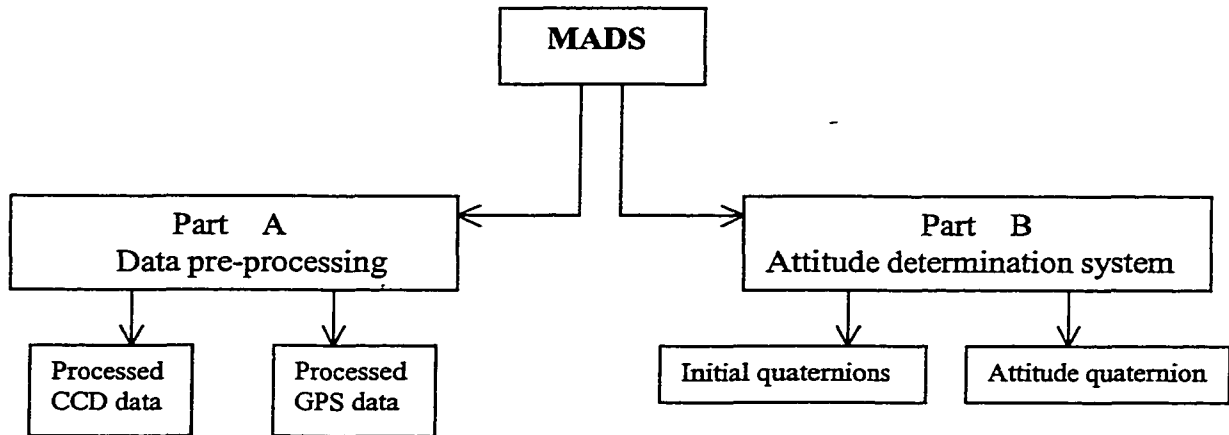 MADS
Part A
Data pre-processing
Part B
Attitude determination system
Processed
CCD data
Processed
GPS data
Initial quaternions
Attitude quaternion